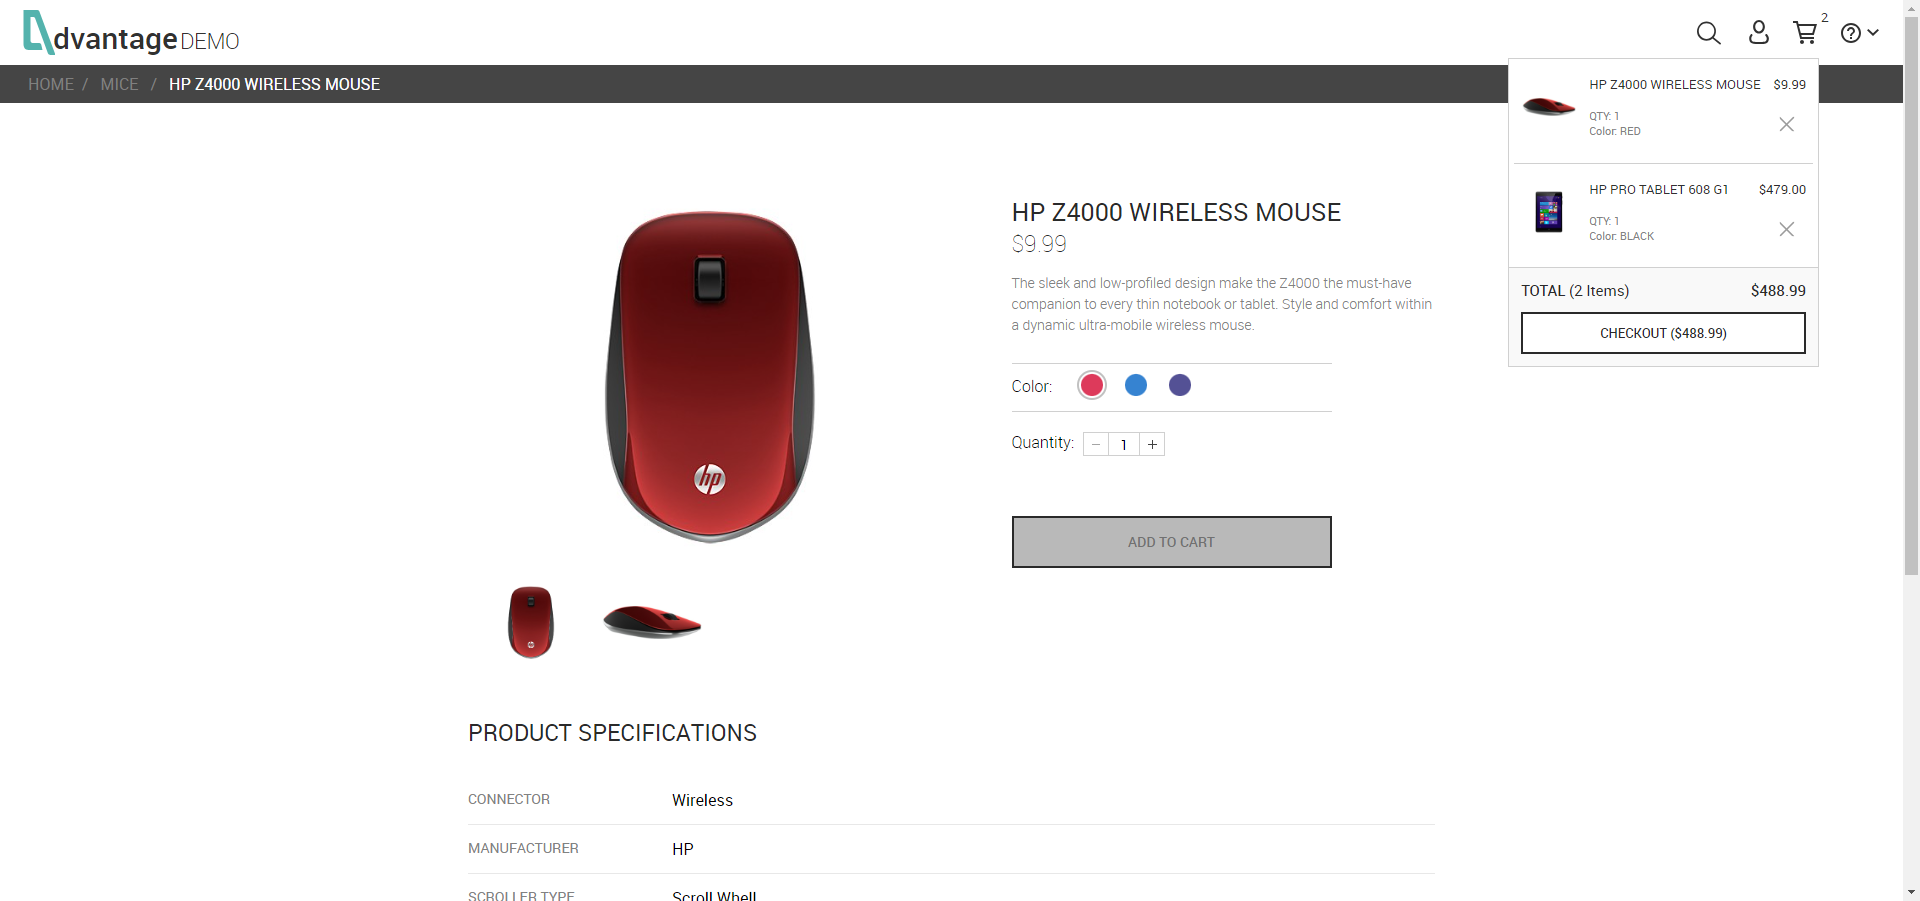 dvantage DEMO
2
HOME / MICE / HP Z4000 WIRELESS MOUSE
HP Z4000 WIRELESS MOUSE $9.99
QTY: 1
Color: RED
HP PRO TABLET 608 G1 $479.00
QTY: 1
Color: BLACK
TOTAL (2 Items) $488.99
CHECKOUT ($488.99)
HP Z4000 WIRELESS MOUSE
$9.99
The sleek and low-profiled design make the Z4000 the must-have
companion to every thin notebook or tablet. Style and comfort within
a dynamic ultra-mobile wireless mouse.
Color:
Quantity: − 1 +
ADD TO CART
hp
PRODUCT SPECIFICATIONS
CONNECTOR Wireless
MANUFACTURER HP
SCROLLER TYPE Scroll Whell